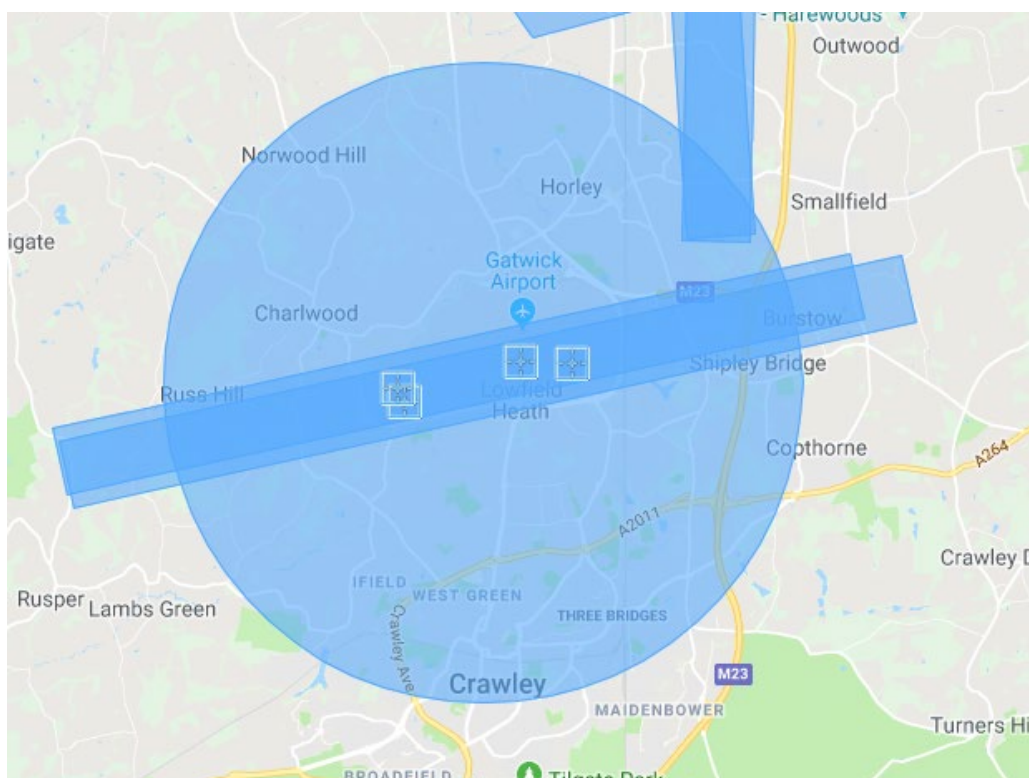 - Harewoods
Outwood
Norwood Hill
Horley
Smallfield
igate
Gatwick
Airport
M23
Charlwood
Burstow
Shipley Bridge
Russ Hill
Lowfield
Heath
Copthorne
A264
A2011
Crawley D
IFIELD
WEST GREEN
Rusper
Lambs Green
THREE BRIDGES
Crawley Ave
M23
Crawley
MAIDENBOWER
Turners Hi
BROADFIELD
Tilgate Park